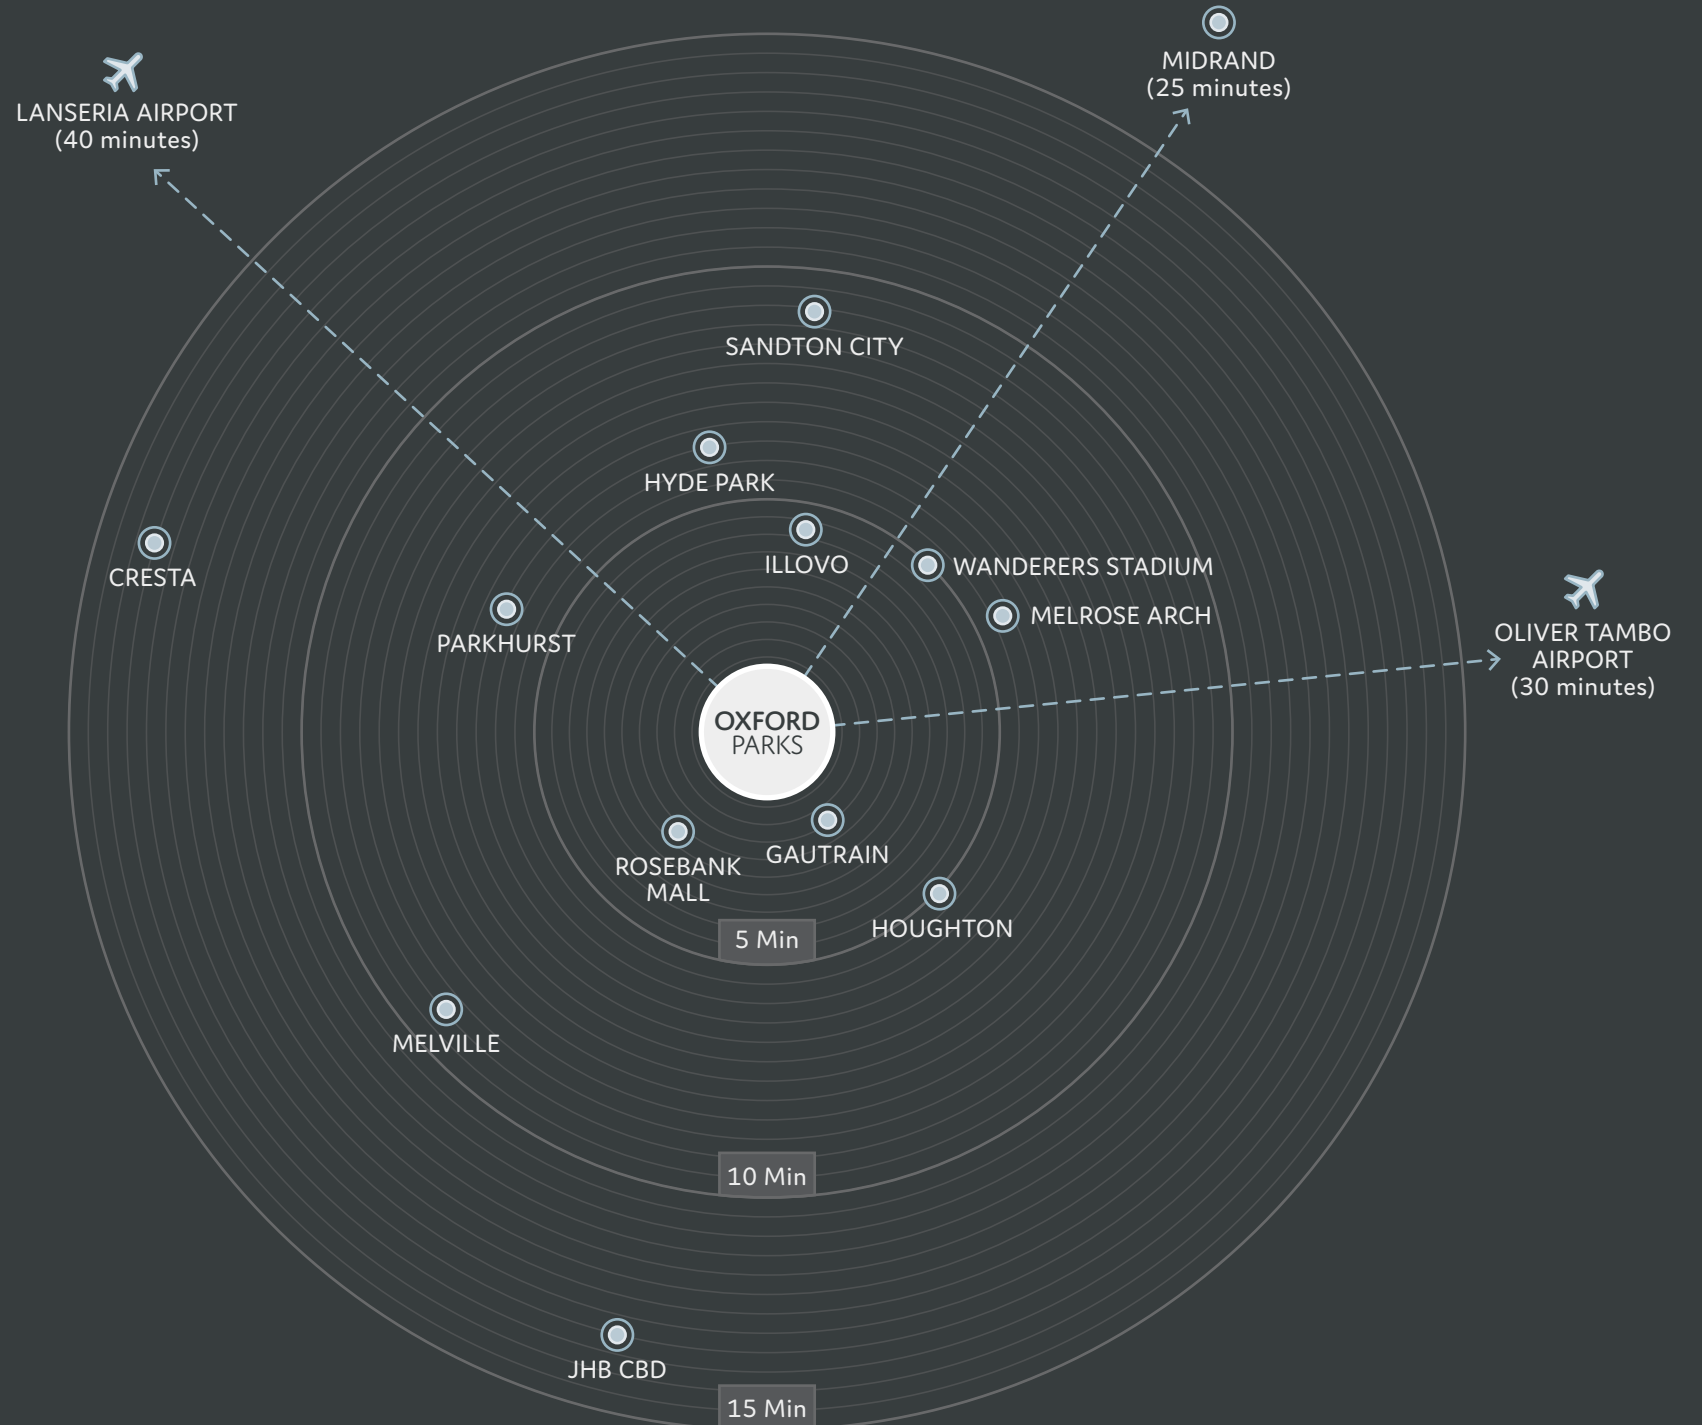 MIDRAND
(25 minutes)
LANSERIA AIRPORT
(40 minutes)
SANDTON CITY
HYDE PARK
ILLOVO
WANDERERS STADIUM
CRESTA
MELROSE ARCH
PARKHURST
OLIVER TAMBO
AIRPORT
(30 minutes)
OXFORD
PARKS
GAUTRAIN
ROSEBANK
MALL
HOUGHTON
5 Min
MELVILLE
10 Min
JHB CBD
15 Min